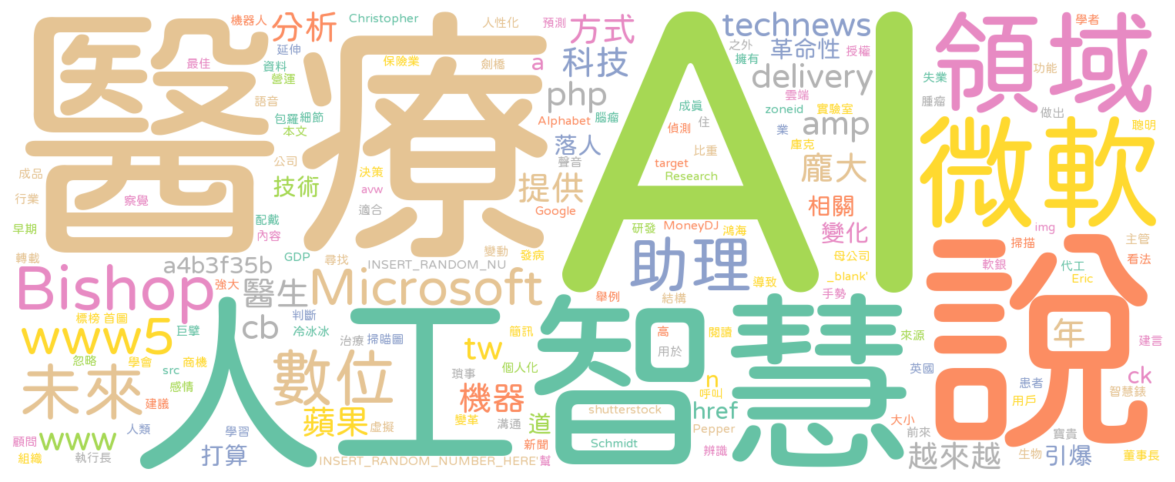 醫療
AI
領域
微軟
說
人工智慧
助理
Microsoft
Bishop
www5
未來
數位
機器人
Christopher
人性化
預測
technews
之外
學者
分析
延伸
方式
革命性
授權
擁有
最佳
資料
保險業
劍橋
a
科技
失業
功能
營運
delivery
雲端
語音
php
成真
zoneid
實驗室
腫瘤
做出
包羅
細節
Alphabet
腦瘤
偵測
住
amp
聰明
本文
業
庫克
落人
比重
公司
聲音
target
龐大
成品
決策
技術
提供
Research
行業
察覺
avw
適合
Google
相關
早期
配戴
研發
MoneyDJ
鴻海
變化
img
內容
主管
掃描
轉載
GDP
尋找
變動
發病
母公司
看法
a4b3f35b
INSERT_RANDOM_NU
軟銀
代工
_blank'
導致
Eric
強大
醫生
舉例
結構
手勢
標榜
首圖
巨擘
cb
判斷
冷冰冰
簡訊
高
閱讀
來源
年
建言
忽略
學會
商機
治療
掃瞄圖
tw
用於
src
個人化
英國
ck
感情
瑣事
n
呼叫
患者
智慧錶
建議
蘋果
虛擬
機器
shutterstock
href
用戶
人類
變革
溝通
道
Pepper
大小
寶貴
顧問
www
學習
新聞
Schmidt
辨識
前來
組織
執行長
打算
INSERT_RANDOM_NUMBER_HERE'
幫
越來越
生物
引爆
董事長